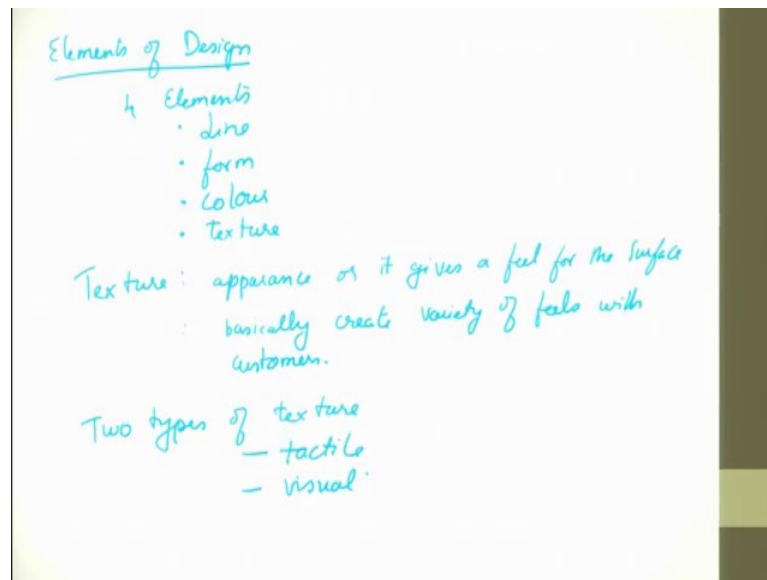 Elements of Design
4 Elements
• Line
• form
• colour
• Texture
Texture : apparance or it gives a feel for the surface
: basically create variety of feels with
customers.
Two types of texture
– tactile
– visual